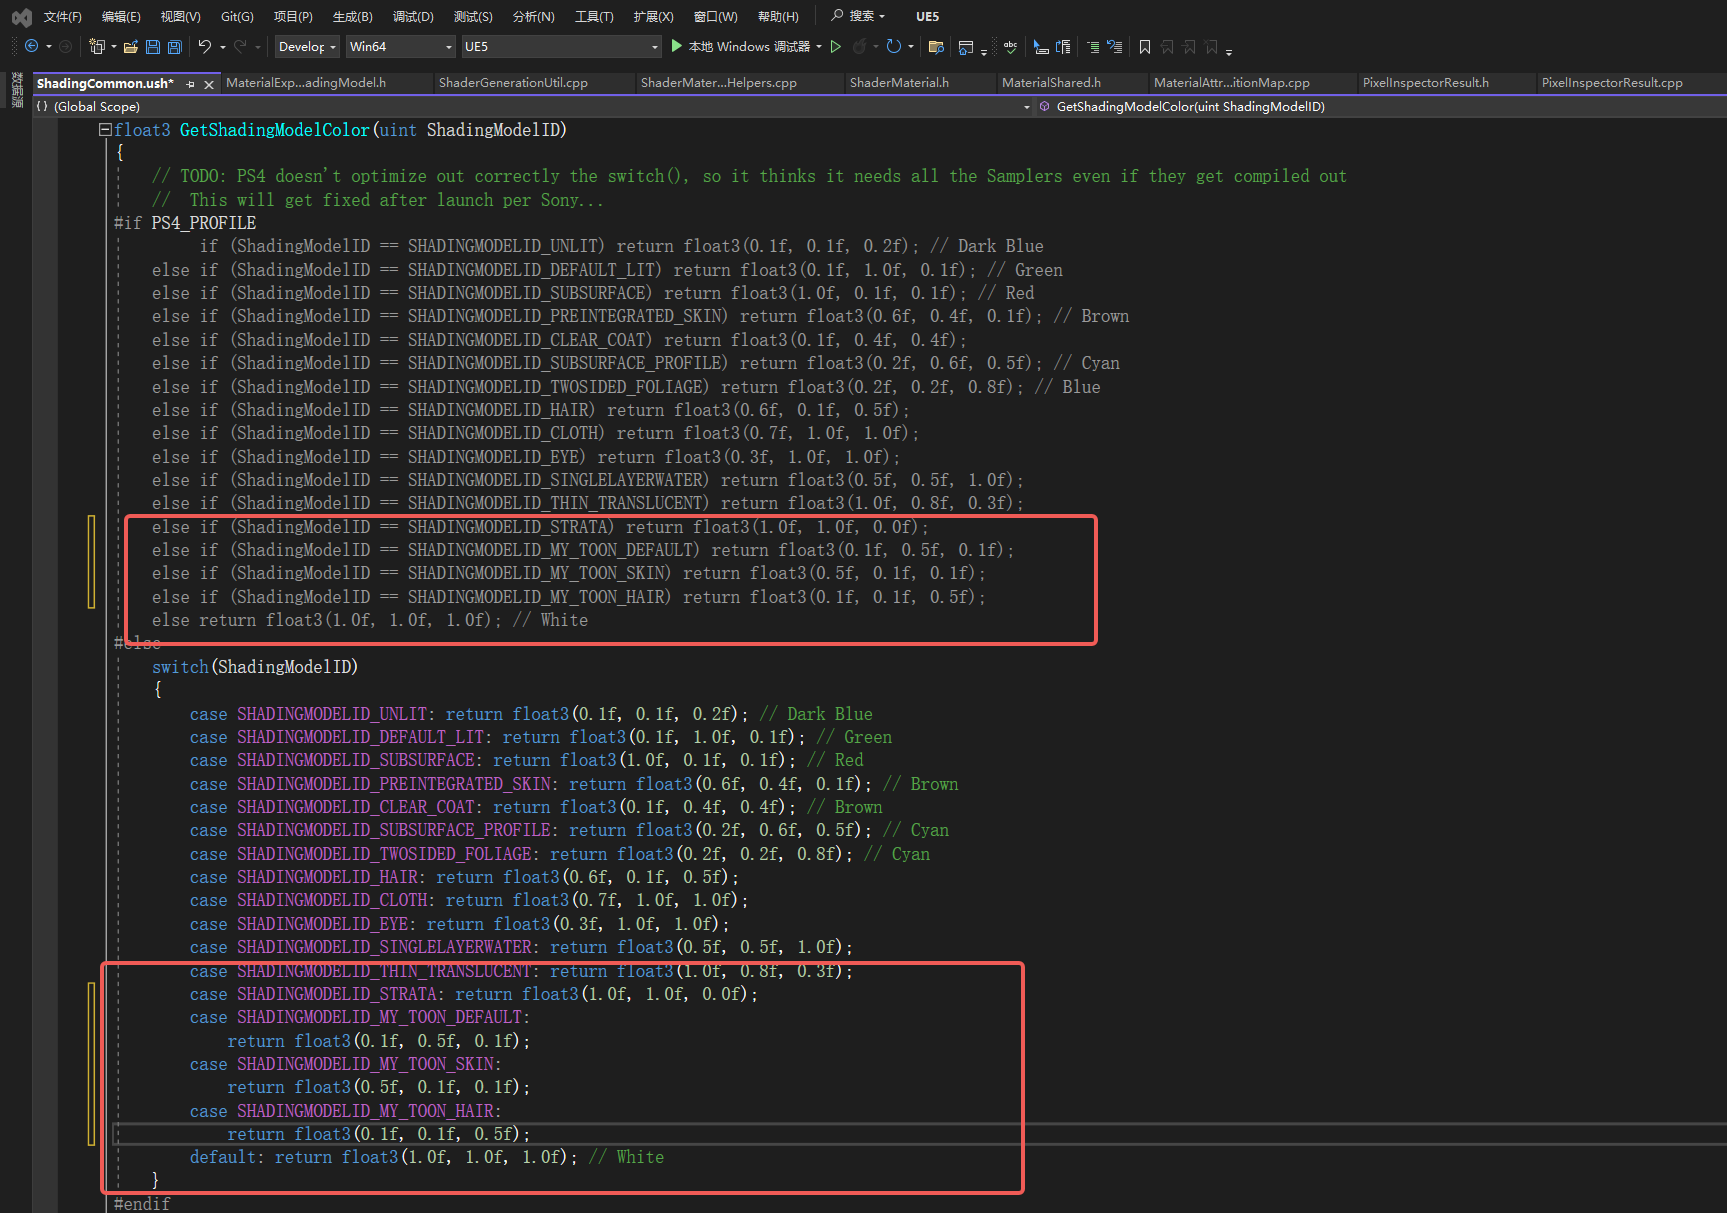 文件(F) 编辑(E) 视图(V) Git(G) 项目(P) 生成(B) 调试(D) 测试(S) 分析(N) 工具(T) 扩展(X) 窗口(W) 帮助(H) 搜索 UE5
Develop Win64 UE5 本地 Windows 调试器
数据源
ShadingCommon.ush* MaterialExp...adingModel.h ShaderGenerationUtil.cpp ShaderMater...Helpers.cpp ShaderMaterial.h MaterialShared.h MaterialAttr...itionMap.cpp PixelInspectorResult.h PixelInspectorResult.cpp
(Global Scope) GetShadingModelColor(uint ShadingModelID)
float3 GetShadingModelColor(uint ShadingModelID)
{
// TODO: PS4 doesn't optimize out correctly the switch(), so it thinks it needs all the Samplers even if they get compiled out
//  This will get fixed after launch per Sony...
#if PS4_PROFILE
if (ShadingModelID == SHADINGMODELID_UNLIT) return float3(0.1f, 0.1f, 0.2f); // Dark Blue
else if (ShadingModelID == SHADINGMODELID_DEFAULT_LIT) return float3(0.1f, 1.0f, 0.1f); // Green
else if (ShadingModelID == SHADINGMODELID_SUBSURFACE) return float3(1.0f, 0.1f, 0.1f); // Red
else if (ShadingModelID == SHADINGMODELID_PREINTEGRATED_SKIN) return float3(0.6f, 0.4f, 0.1f); // Brown
else if (ShadingModelID == SHADINGMODELID_CLEAR_COAT) return float3(0.1f, 0.4f, 0.4f);
else if (ShadingModelID == SHADINGMODELID_SUBSURFACE_PROFILE) return float3(0.2f, 0.6f, 0.5f); // Cyan
else if (ShadingModelID == SHADINGMODELID_TWOSIDED_FOLIAGE) return float3(0.2f, 0.2f, 0.8f); // Blue
else if (ShadingModelID == SHADINGMODELID_HAIR) return float3(0.6f, 0.1f, 0.5f);
else if (ShadingModelID == SHADINGMODELID_CLOTH) return float3(0.7f, 1.0f, 1.0f);
else if (ShadingModelID == SHADINGMODELID_EYE) return float3(0.3f, 1.0f, 1.0f);
else if (ShadingModelID == SHADINGMODELID_SINGLELAYERWATER) return float3(0.5f, 0.5f, 1.0f);
else if (ShadingModelID == SHADINGMODELID_THIN_TRANSLUCENT) return float3(1.0f, 0.8f, 0.3f);
else if (ShadingModelID == SHADINGMODELID_STRATA) return float3(1.0f, 1.0f, 0.0f);
else if (ShadingModelID == SHADINGMODELID_MY_TOON_DEFAULT) return float3(0.1f, 0.5f, 0.1f);
else if (ShadingModelID == SHADINGMODELID_MY_TOON_SKIN) return float3(0.5f, 0.1f, 0.1f);
else if (ShadingModelID == SHADINGMODELID_MY_TOON_HAIR) return float3(0.1f, 0.1f, 0.5f);
else return float3(1.0f, 1.0f, 1.0f); // White
#else
switch(ShadingModelID)
{
case SHADINGMODELID_UNLIT: return float3(0.1f, 0.1f, 0.2f); // Dark Blue
case SHADINGMODELID_DEFAULT_LIT: return float3(0.1f, 1.0f, 0.1f); // Green
case SHADINGMODELID_SUBSURFACE: return float3(1.0f, 0.1f, 0.1f); // Red
case SHADINGMODELID_PREINTEGRATED_SKIN: return float3(0.6f, 0.4f, 0.1f); // Brown
case SHADINGMODELID_CLEAR_COAT: return float3(0.1f, 0.4f, 0.4f); // Brown
case SHADINGMODELID_SUBSURFACE_PROFILE: return float3(0.2f, 0.6f, 0.5f); // Cyan
case SHADINGMODELID_TWOSIDED_FOLIAGE: return float3(0.2f, 0.2f, 0.8f); // Cyan
case SHADINGMODELID_HAIR: return float3(0.6f, 0.1f, 0.5f);
case SHADINGMODELID_CLOTH: return float3(0.7f, 1.0f, 1.0f);
case SHADINGMODELID_EYE: return float3(0.3f, 1.0f, 1.0f);
case SHADINGMODELID_SINGLELAYERWATER: return float3(0.5f, 0.5f, 1.0f);
case SHADINGMODELID_THIN_TRANSLUCENT: return float3(1.0f, 0.8f, 0.3f);
case SHADINGMODELID_STRATA: return float3(1.0f, 1.0f, 0.0f);
case SHADINGMODELID_MY_TOON_DEFAULT:
return float3(0.1f, 0.5f, 0.1f);
case SHADINGMODELID_MY_TOON_SKIN:
return float3(0.5f, 0.1f, 0.1f);
case SHADINGMODELID_MY_TOON_HAIR:
return float3(0.1f, 0.1f, 0.5f);
default: return float3(1.0f, 1.0f, 1.0f); // White
}
#endif